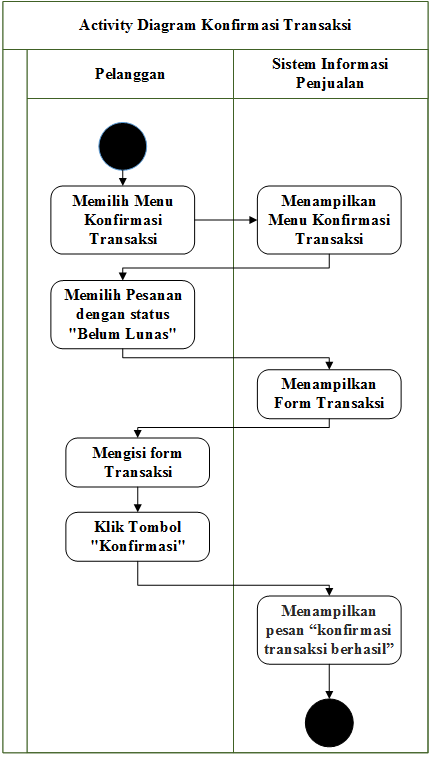 Activity Diagram Konfirmasi Transaksi
Pelanggan
Sistem Informasi
Penjualan
Memilih Menu
Konfirmasi
Transaksi
Menampilkan
Menu Konfirmasi
Transaksi
Memilih Pesanan
dengan status
"Belum Lunas"
Menampilkan
Form Transaksi
Mengisi form
Transaksi
Klik Tombol
"Konfirmasi"
Menampilkan
pesan “konfirmasi
transaksi berhasil”